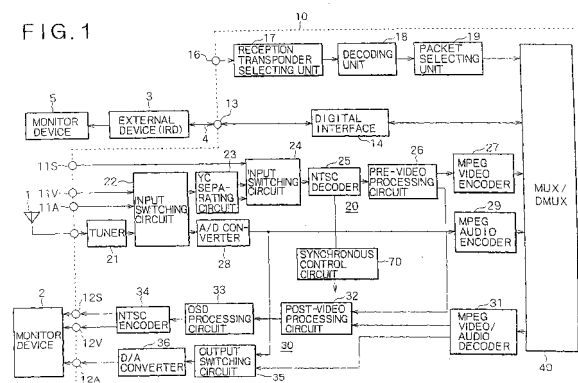 FIG.1
10
17
18
19
16
RECEPTION
TRANSPONDER
SELECTING UNIT
DECODING
UNIT
PACKET
SELECTING
UNIT
5
3
13
MONITOR
DEVICE
EXTERNAL
DEVICE (IRD)
4
DIGITAL
INTERFACE
14
11S
11V
11A
1
22
23
24
25
26
27
INPUT
SWITCHING
CIRCUIT
YC
SEPA-
RATING
CIRCUIT
INPUT
SWITCHING
CIRCUIT
NTSC
DECODER
PRE-VIDEO
PROCESSING
CIRCUIT
MPEG
VIDEO
ENCODER
MUX/
DMUX
20
TUNER
21
A/D CON-
VERTER
28
29
MPEG
AUDIO
ENCODER
SYNCHRONOUS
CONTROL
CIRCUIT
70
2
12S
34
33
32
31
MONITOR
DEVICE
NTSC
ENCODER
OSD
PROCESSING
CIRCUIT
POST-VIDEO
PROCESSING
CIRCUIT
MPEG
VIDEO/
AUDIO
DECODER
12V
36
30
D/A
CONVERTER
OUTPUT
SWITCHING
CIRCUIT
35
12A
40